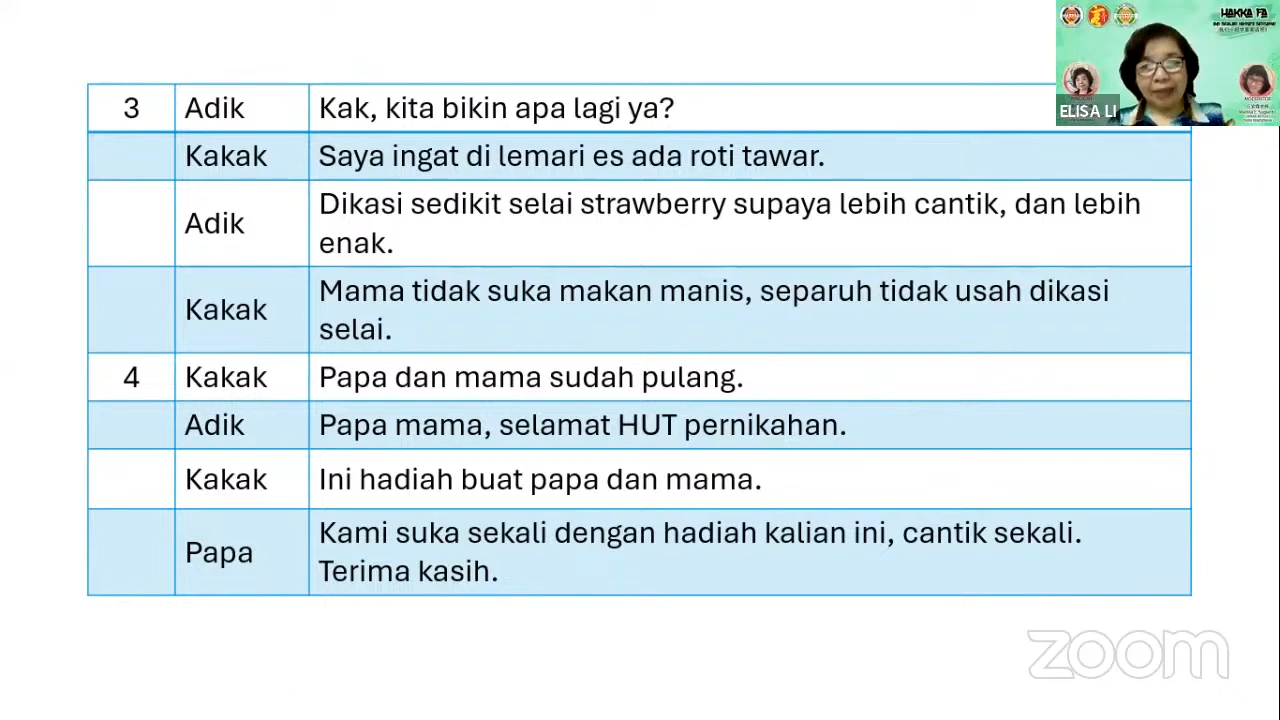 HAKKA FA
ELISA LI
MODERATOR
3 Adik Kak, kita bikin apa lagi ya?
Kakak Saya ingat di lemari es ada roti tawar.
Adik Dikasi sedikit selai strawberry supaya lebih cantik, dan lebih
enak.
Kakak Mama tidak suka makan manis, separuh tidak usah dikasi
selai.
4 Kakak Papa dan mama sudah pulang.
Adik Papa mama, selamat HUT pernikahan.
Kakak Ini hadiah buat papa dan mama.
Papa Kami suka sekali dengan hadiah kalian ini, cantik sekali.
Terima kasih.
zoom